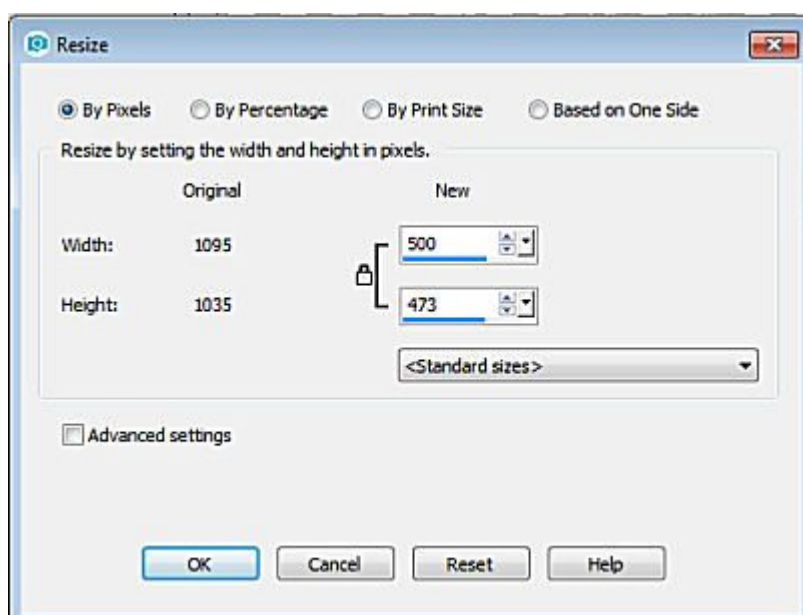 Resize
By Pixels By Percentage By Print Size Based on One Side
Resize by setting the width and height in pixels.
Original New
Width: 1095 500
Height: 1035 473
<Standard sizes>
Advanced settings
OK Cancel Reset Help